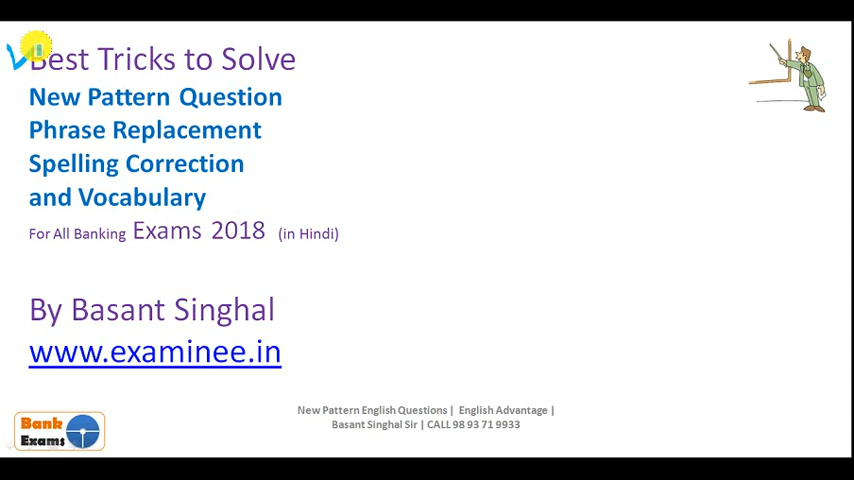 Best Tricks to Solve
New Pattern Question
Phrase Replacement
Spelling Correction
and Vocabulary
For All Banking Exams 2018 (in Hindi)
By Basant Singhal
www.examinee.in
New Pattern English Questions | English Advantage |
Basant Singhal Sir | CALL 98 93 71 9933
Bank
Exams